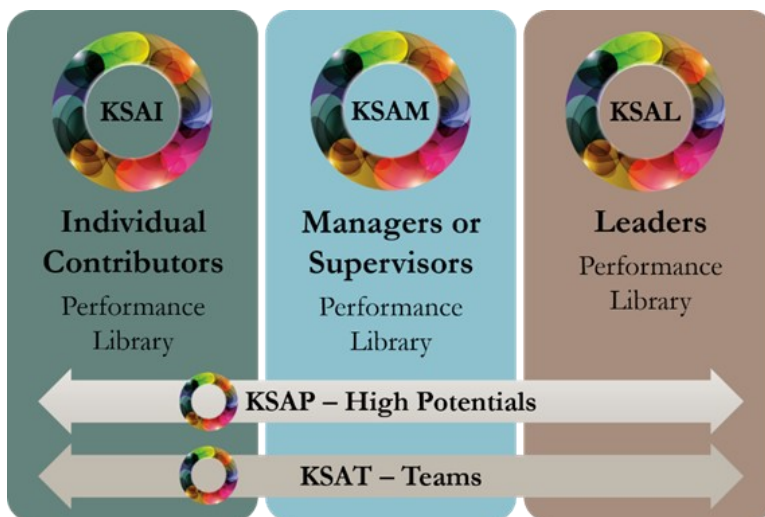 KSAI
Individual
Contributors
Performance
Library
KSAM
Managers or
Supervisors
Performance
Library
KSAL
Leaders
Performance
Library
KSAP – High Potentials
KSAT – Teams